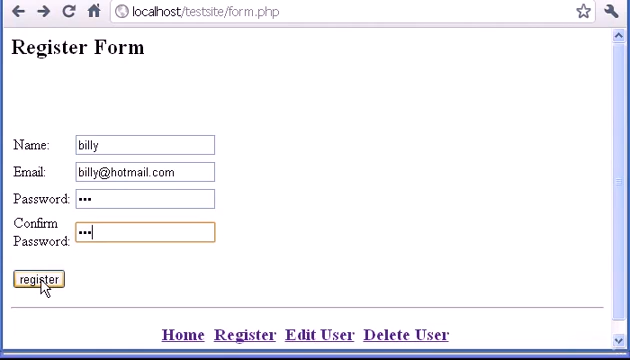 localhost/testsite/form.php
Register Form
Name: billy
Email: billy@hotmail.com
Password: •••
Confirm
Password: •••
register
Home Register Edit User Delete User